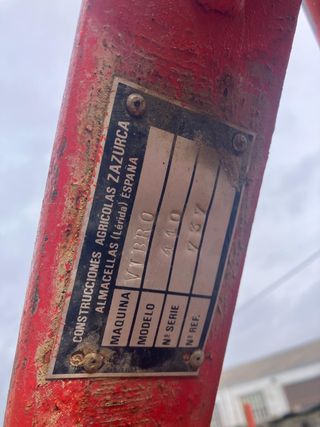 CONSTRUCCIONES AGRICOLAS ZAZURCA
ALMACELLAS (Lérida) ESPAÑA
MAQUINA VIBRO
MODELO
Nº SERIE 440
Nº REF. 737